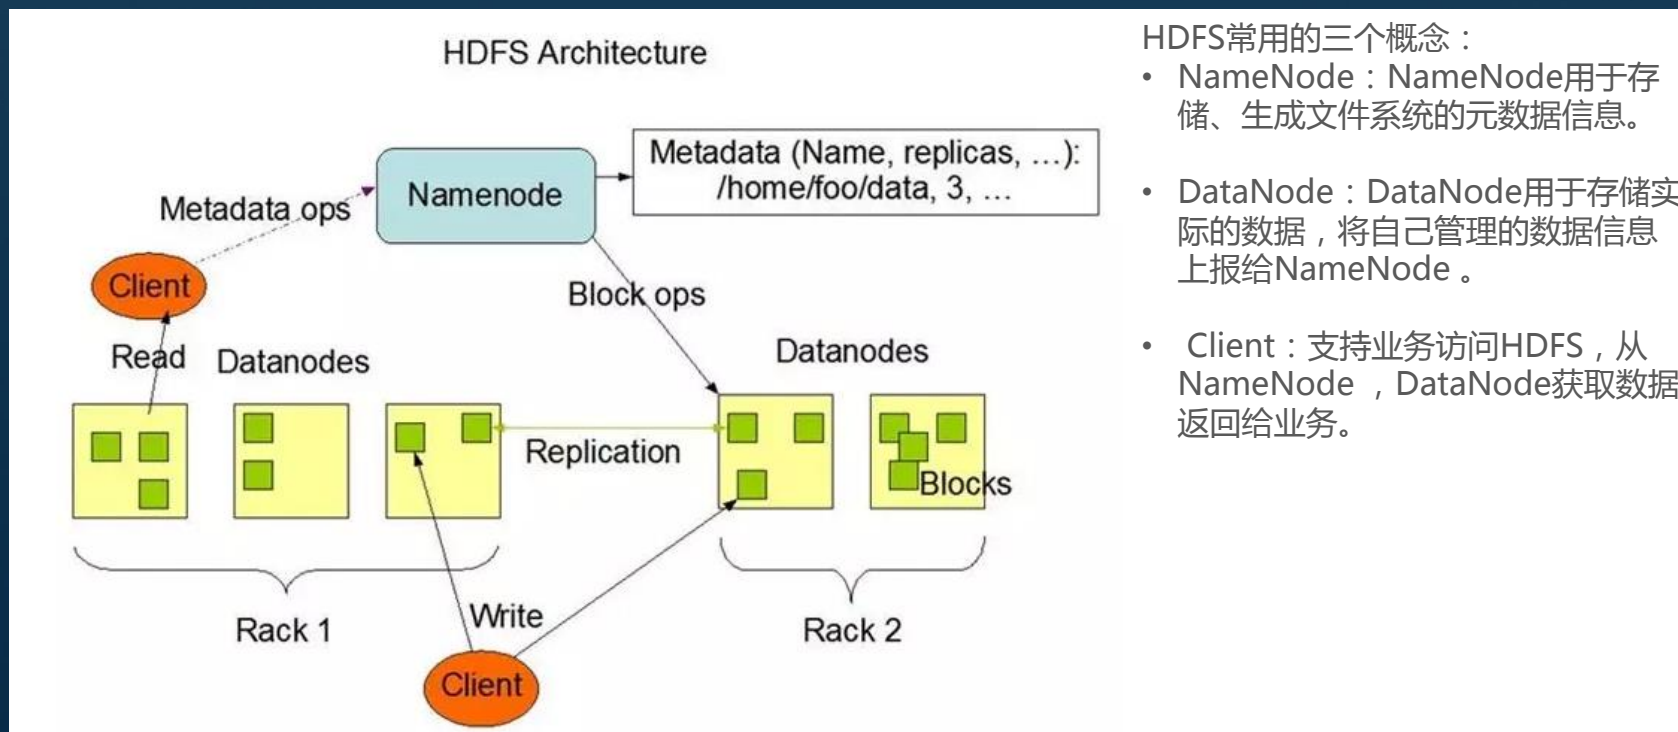 HDFS Architecture
Metadata (Name, replicas, ...):
/home/foo/data, 3, ...
Namenode
Metadata ops
Client
Block ops
Read
Datanodes
Datanodes
Replication
Blocks
Rack 1
Write
Rack 2
Client
HDFS常用的三个概念：
• NameNode：NameNode用于存
储、生成文件系统的元数据信息。
• DataNode：DataNode用于存储实
际的数据，将自己管理的数据信息
上报给NameNode 。
• Client：支持业务访问HDFS，从
NameNode ，DataNode获取数据
返回给业务。